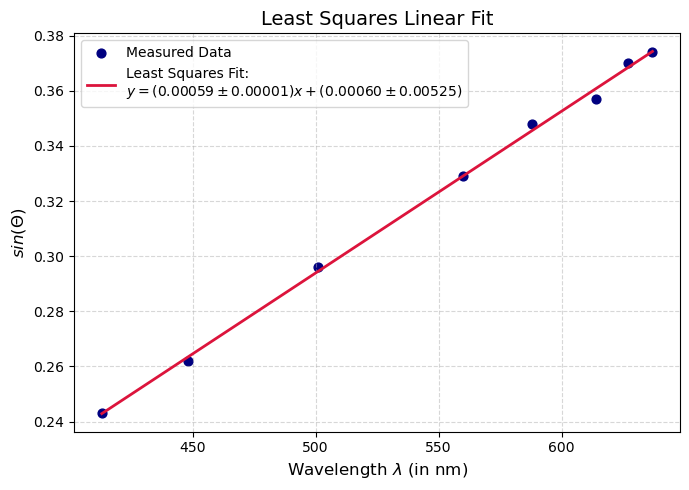 Least Squares Linear Fit
Measured Data
Least Squares Fit:
y = (0.00059 ± 0.00001)x + (0.00060 ± 0.00525)
0.38
0.36
0.34
0.32
0.30
0.28
0.26
0.24
sin(Θ)
450 500 550 600
Wavelength λ (in nm)